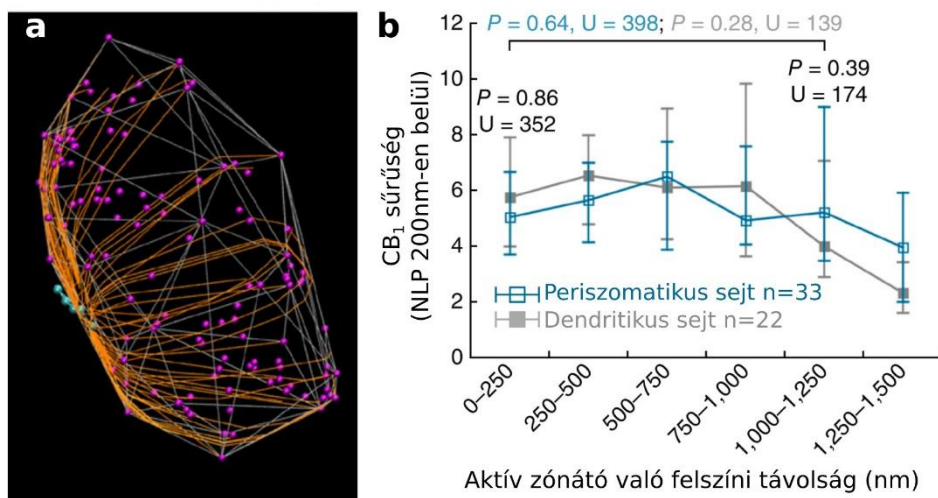 a
b
P = 0.64, U = 398; P = 0.28, U = 139
P = 0.86
U = 352
P = 0.39
U = 174
CB₁ sűrűség
(NLP 200nm-en belül)
12
10
8
6
4
2
0
Periszomatikus sejt n=33
Dendritikus sejt n=22
0–250
250–500
500–750
750–1,000
1,000–1,250
1,250–1,500
Aktív zónátó való felszíni távolság (nm)